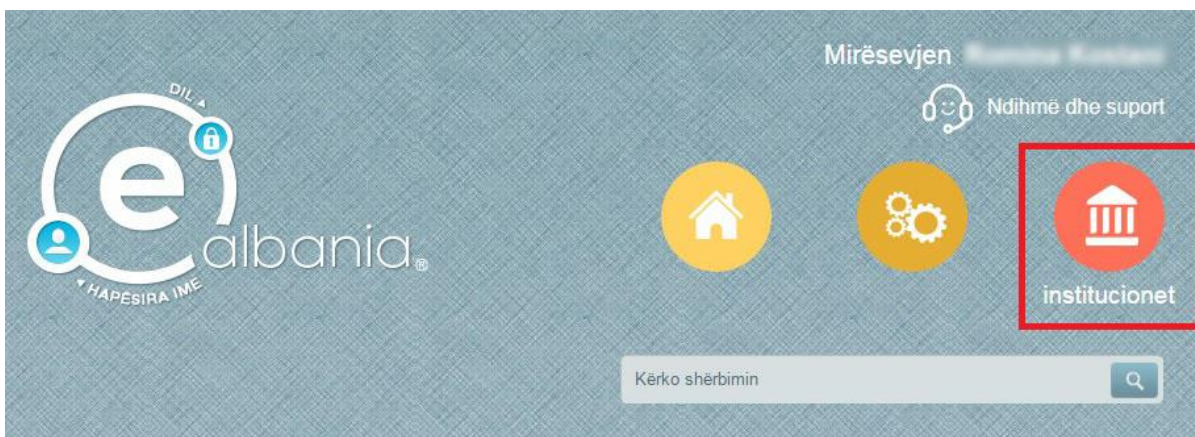 Mirësevjen
Ndihmë dhe suport
DIL
e
albania®
HAPËSIRA IME
institucionet
Kërko shërbimin